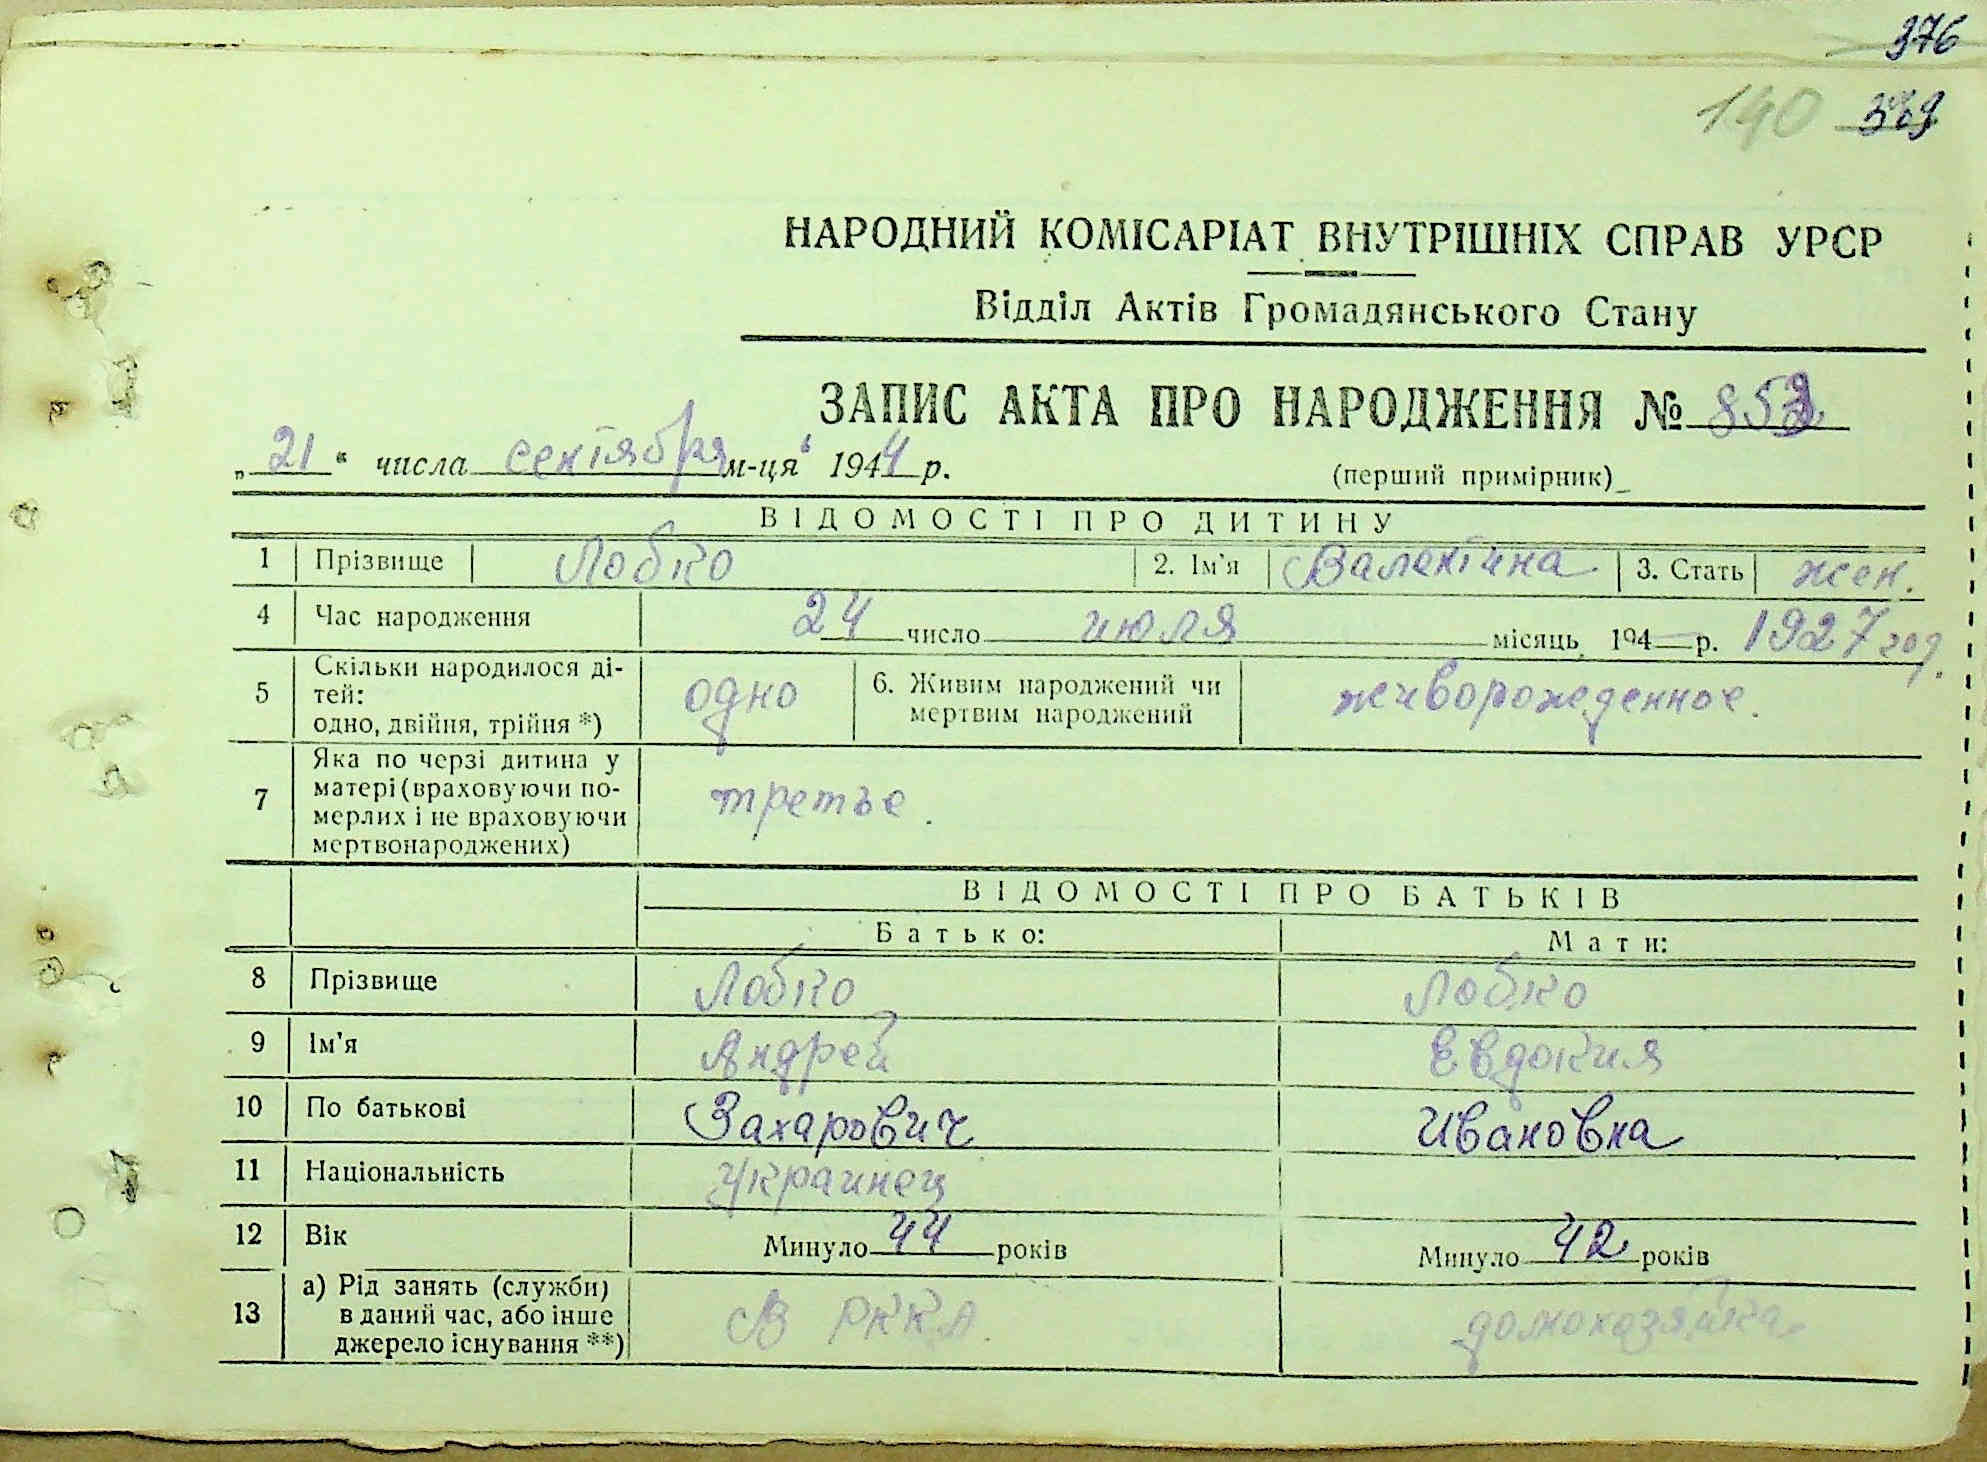 376
140 389
НАРОДНИЙ КОМІСАРІАТ ВНУТРІШНІХ СПРАВ УРСР
Відділ Актів Громадянського Стану
ЗАПИС АКТА ПРО НАРОДЖЕННЯ №
„21“ числа сентября м-ця 1944 р.
(перший примірник)
ВІДОМОСТІ ПРО ДИТИНУ
1 Прізвище Лобко 2. Ім'я Валентина 3. Стать жен.
4 Час народження 24 число июля місяць 194 р. 1927 год.
5 Скільки народилося ді-
тей:
одно, двійня, трійня *) одно 6. Живим народжений чи
мертвим народжений живорожденное.
7 Яка по черзі дитина у
матері (враховуючи по-
мерлих і не враховуючи
мертвонароджених) третье.
ВІДОМОСТІ ПРО БАТЬКІВ
Батько: Мати:
8 Прізвище Лобко Лобко
9 Ім'я Андрей Евдокия
10 По батькові Захарович Ивановна
11 Національність Украинец
12 Вік Минуло 44 років Минуло 42 років
13 а) Рід занять (служби)
в даний час, або інше
джерело існування **) В РККА. домохазяйка.